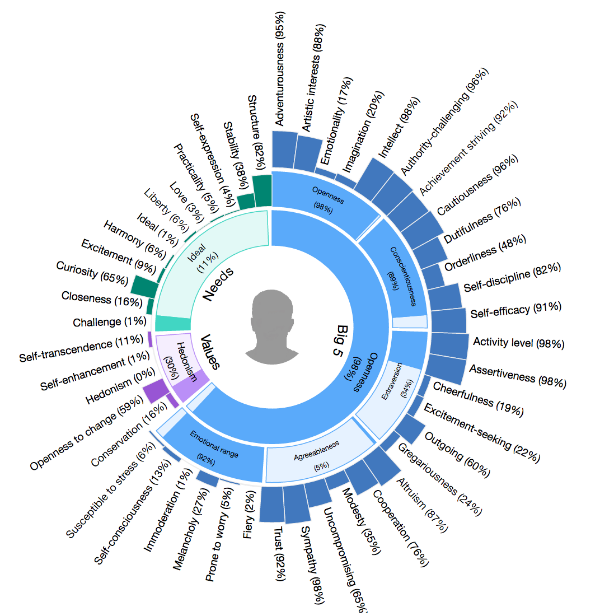 Adventurousness (95%)
Artistic interests (88%)
Emotionality (17%)
Imagination (20%)
Intellect (98%)
Authority-challenging (96%)
Achievement striving (92%)
Cautiousness (96%)
Dutifulness (76%)
Orderliness (48%)
Self-discipline (82%)
Self-efficacy (91%)
Activity level (98%)
Assertiveness (98%)
Cheerfulness (19%)
Excitement-seeking (22%)
Outgoing (60%)
Gregariousness (24%)
Altruism (87%)
Cooperation (76%)
Modesty (35%)
Uncompromising (65%)
Sympathy (98%)
Trust (92%)
Fiery (2%)
Prone to worry (5%)
Melancholy (27%)
Immoderation (1%)
Self-consciousness (13%)
Susceptible to stress (6%)
Conservation (16%)
Openness to change (59%)
Hedonism (0%)
Self-enhancement (1%)
Self-transcendence (11%)
Challenge (1%)
Closeness (16%)
Curiosity (65%)
Excitement (9%)
Harmony (6%)
Ideal (1%)
Liberty (6%)
Love (3%)
Practicality (5%)
Self-expression (4%)
Stability (38%)
Structure (82%)
Openness
(98%)
Conscientiousness
(89%)
Extraversion
(34%)
Agreeableness
(5%)
Emotional range
(92%)
Hedonism
(30%)
Ideal
(11%)
Openness
(98%)
Needs
Values
Big 5